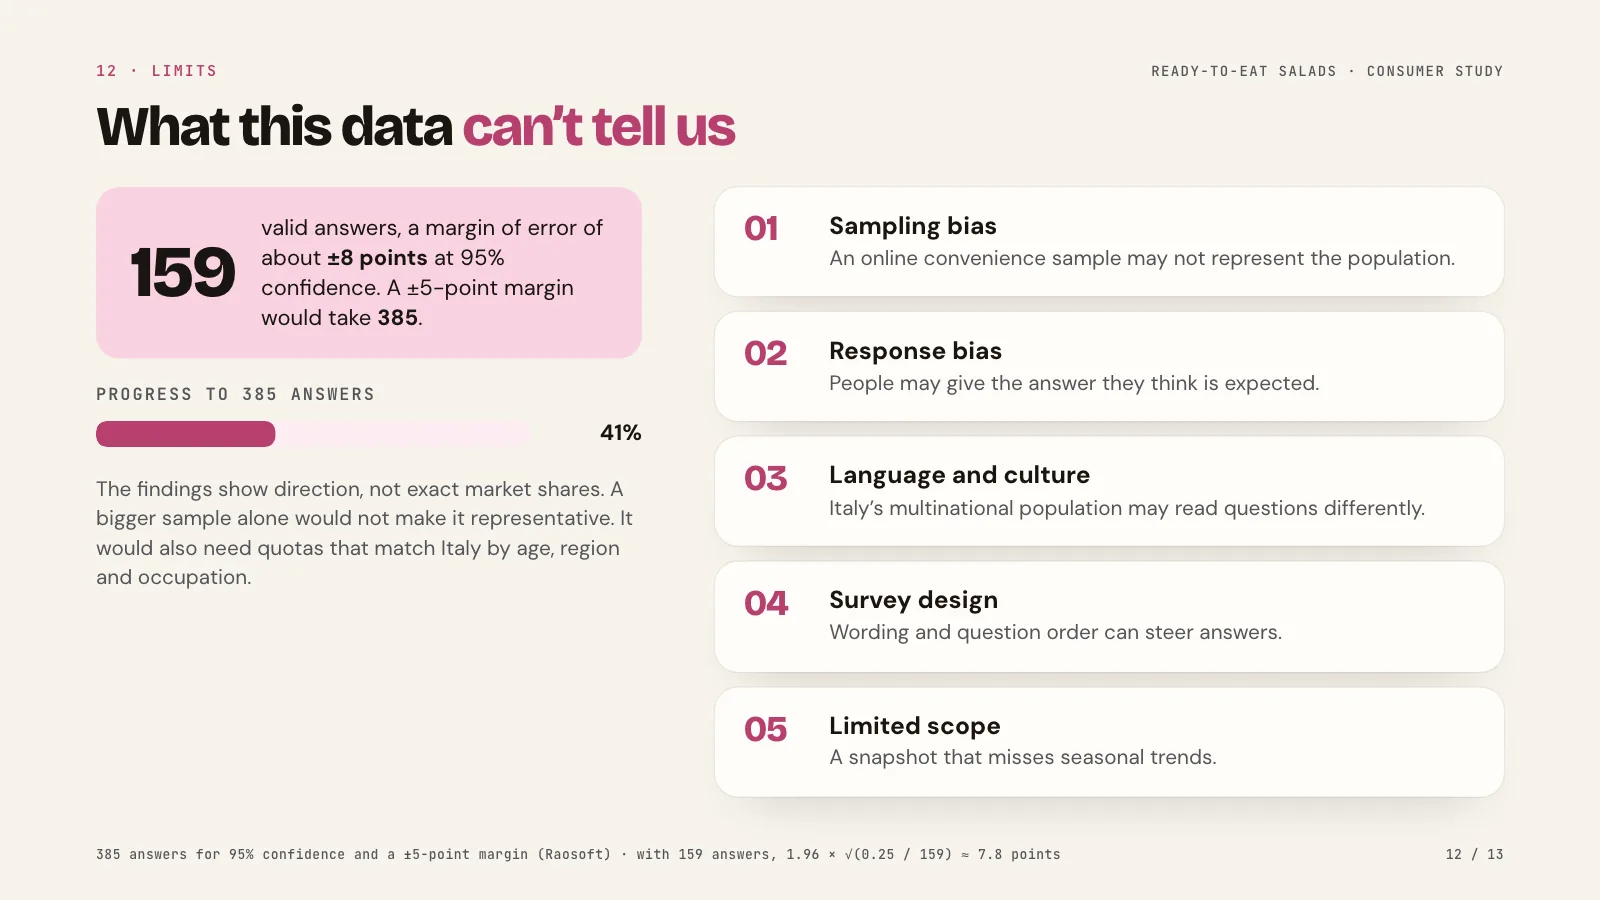 12 · LIMITS
READY-TO-EAT SALADS · CONSUMER STUDY
What this data can’t tell us
159
valid answers, a margin of error of
about ±8 points at 95%
confidence. A ±5-point margin
would take 385.
PROGRESS TO 385 ANSWERS
41%
The findings show direction, not exact market shares. A
bigger sample alone would not make it representative. It
would also need quotas that match Italy by age, region
and occupation.
01
Sampling bias
An online convenience sample may not represent the population.
02
Response bias
People may give the answer they think is expected.
03
Language and culture
Italy’s multinational population may read questions differently.
04
Survey design
Wording and question order can steer answers.
05
Limited scope
A snapshot that misses seasonal trends.
385 answers for 95% confidence and a ±5-point margin (Raosoft) · with 159 answers, 1.96 × √(0.25 / 159) ≈ 7.8 points
12 / 13